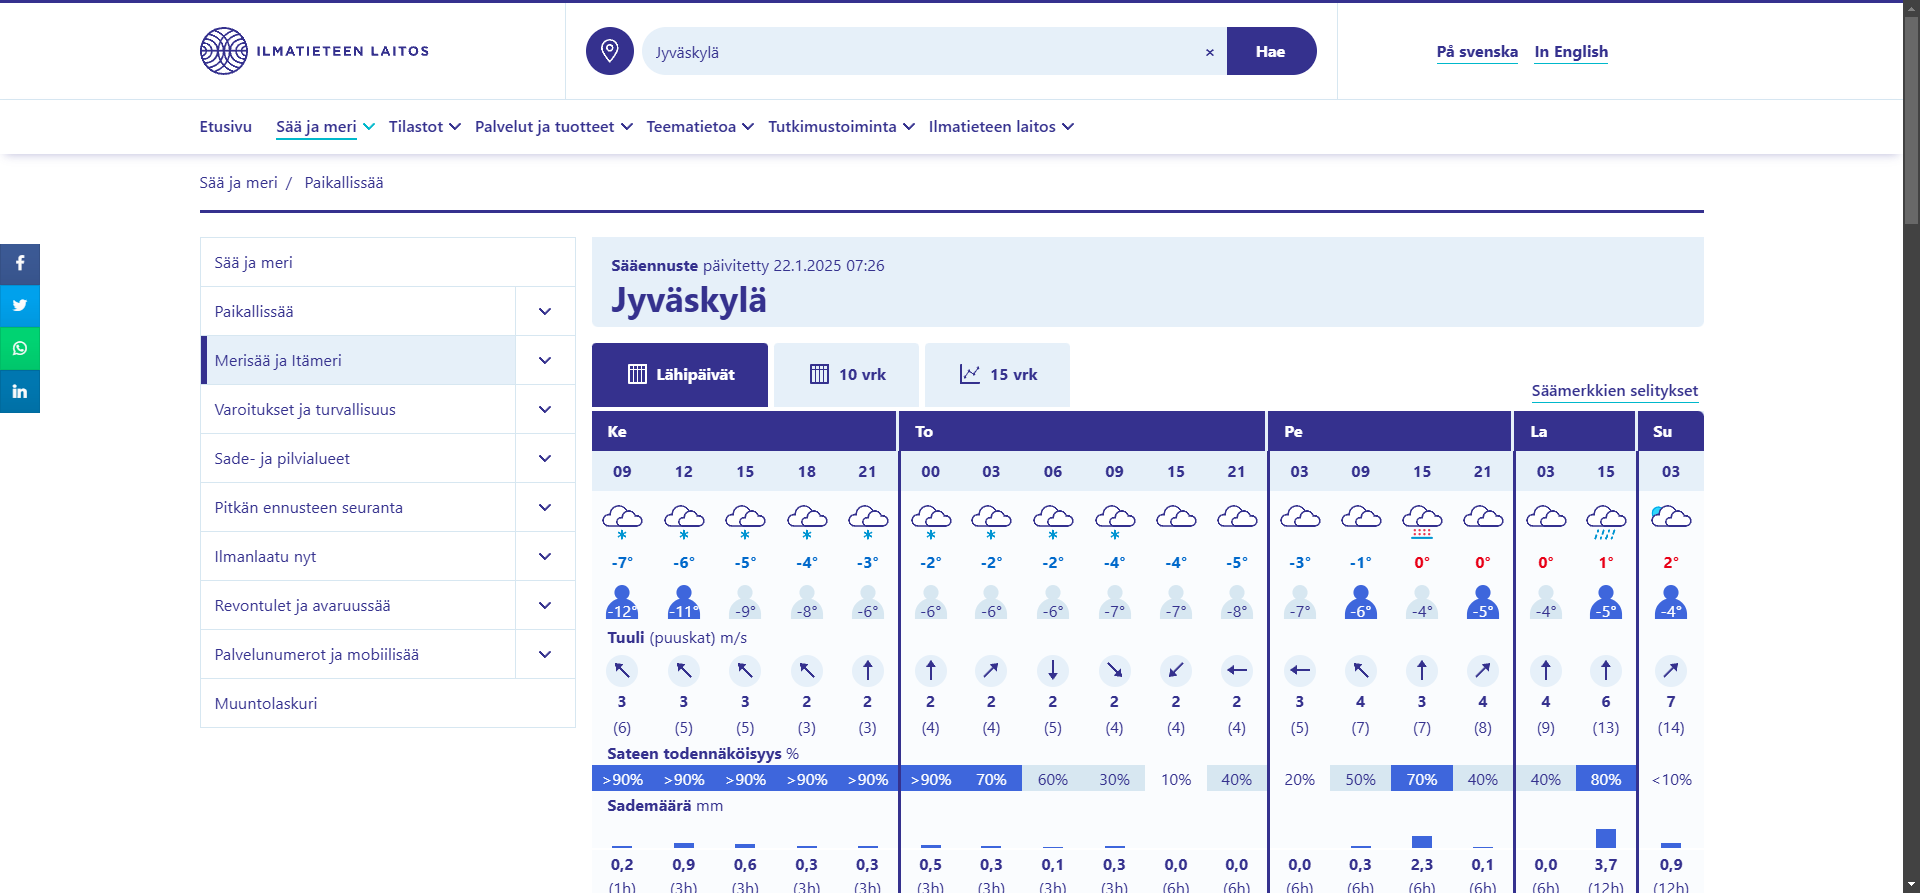 ILMATIETEEN LAITOS
Jyväskylä
×
Hae
På svenska
In English
Etusivu
Sää ja meri
Tilastot
Palvelut ja tuotteet
Teematietoa
Tutkimustoiminta
Ilmatieteen laitos
Sää ja meri / Paikallissää
Sää ja meri
Paikallissää
Merisää ja Itämeri
Varoitukset ja turvallisuus
Sade- ja pilvialueet
Pitkän ennusteen seuranta
Ilmanlaatu nyt
Revontulet ja avaruussää
Palvelunumerot ja mobiilisää
Muuntolaskuri
Sääennuste päivitetty 22.1.2025 07:26
Jyväskylä
Lähipäivät
10 vrk
15 vrk
Säämerkkien selitykset
Ke To Pe La Su
09 12 15 18 21 00 03 06 09 15 21 03 09 15 21 03 15 03
-7° -6° -5° -4° -3° -2° -2° -2° -4° -4° -5° -3° -1° 0° 0° 0° 1° 2°
-12° -11° -9° -8° -6° -6° -6° -6° -7° -7° -8° -7° -6° -4° -5° -4° -5° -4°
Tuuli (puuskat) m/s
3 3 3 2 2 2 2 2 2 2 2 3 4 3 4 4 6 7
(6) (5) (5) (3) (3) (4) (4) (5) (4) (4) (4) (5) (7) (7) (8) (9) (13) (14)
Sateen todennäköisyys %
>90% >90% >90% >90% >90% >90% 70% 60% 30% 10% 40% 20% 50% 70% 40% 40% 80% <10%
Sademäärä mm
0,2 0,9 0,6 0,3 0,3 0,5 0,3 0,1 0,3 0,0 0,0 0,0 0,3 2,3 0,1 0,0 3,7 0,9
(1h) (3h) (3h) (3h) (3h) (3h) (3h) (3h) (3h) (6h) (6h) (6h) (6h) (6h) (6h) (6h) (12h) (12h)